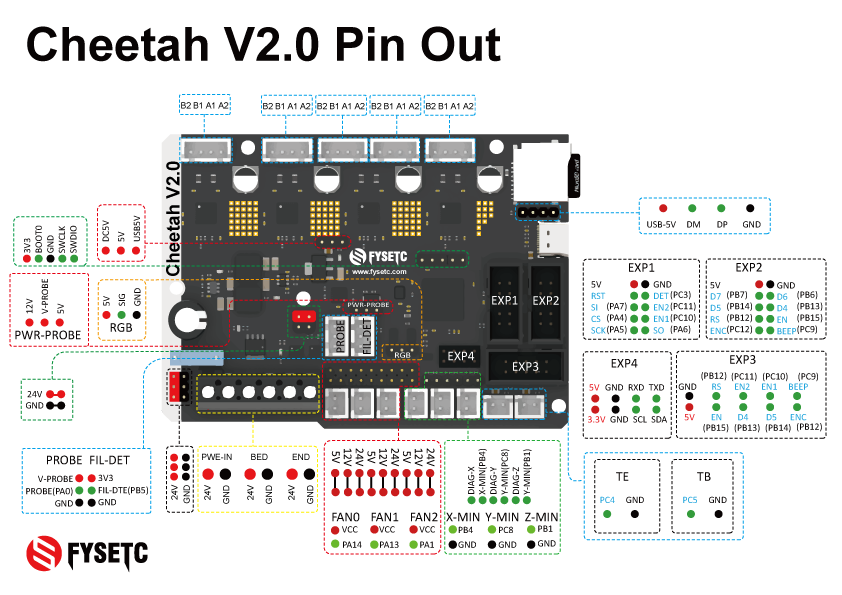 Cheetah V2.0 Pin Out
B2 B1 A1 A2
B2 B1 A1 A2
B2 B1 A1 A2
B2 B1 A1 A2
B2 B1 A1 A2
Cheetah V2.0
FYSETC
www.fysetc.com
USB-5V DM DP GND
3V3
BOOT0
GND
SWCLK
SWDIO
DC5V
5V
USB5V
12V
V-PROBE
5V
PWR-PROBE
5V
SIG
GND
RGB
PWR-PROBE
PROBE
FIL-DET
RGB
EXP1
EXP2
EXP4
EXP3
EXP1
5V GND
RST DET(PC3)
SI (PA7) EN2(PC11)
CS (PA4) EN1(PC10)
SCK(PA5) SO (PA6)
EXP2
5V GND
D7 (PB7) D6 (PB6)
D5 (PB14) D4 (PB13)
RS (PB12) EN (PB15)
ENC(PC12) BEEP(PC9)
EXP4
5V GND RXD TXD
3.3V GND SCL SDA
EXP3
(PB12) (PC11) (PC10) (PC9)
GND RS EN2 EN1 BEEP
5V EN D4 D5 ENC
(PB15) (PB13) (PB14) (PB12)
24V
GND
PROBE FIL-DET
V-PROBE 3V3
PROBE(PA0) FIL-DTE(PB5)
GND GND
24V
GND
PWE-IN BED END
24V
GND
24V
GND
24V
GND
5V
12V
24V
5V
12V
24V
5V
12V
24V
FAN0 FAN1 FAN2
VCC VCC VCC
PA14 PA13 PA1
DIAG-X
X-MIN(PB4)
DIAG-Y
Y-MIN(PC8)
DIAG-Z
Y-MIN(PB1)
X-MIN Y-MIN Z-MIN
PB4 PC8 PB1
GND GND GND
TE
PC4 GND
TB
PC5 GND
FYSETC